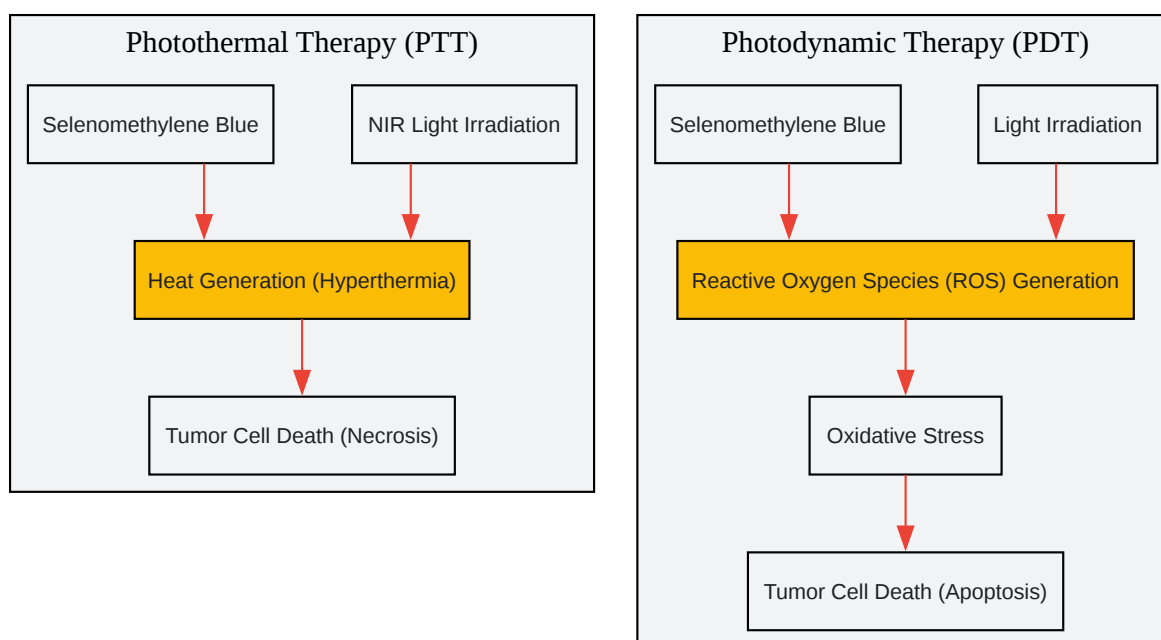 Photothermal Therapy (PTT)
Selenomethylene Blue
NIR Light Irradiation
Heat Generation (Hyperthermia)
Tumor Cell Death (Necrosis)
Photodynamic Therapy (PDT)
Selenomethylene Blue
Light Irradiation
Reactive Oxygen Species (ROS) Generation
Oxidative Stress
Tumor Cell Death (Apoptosis)